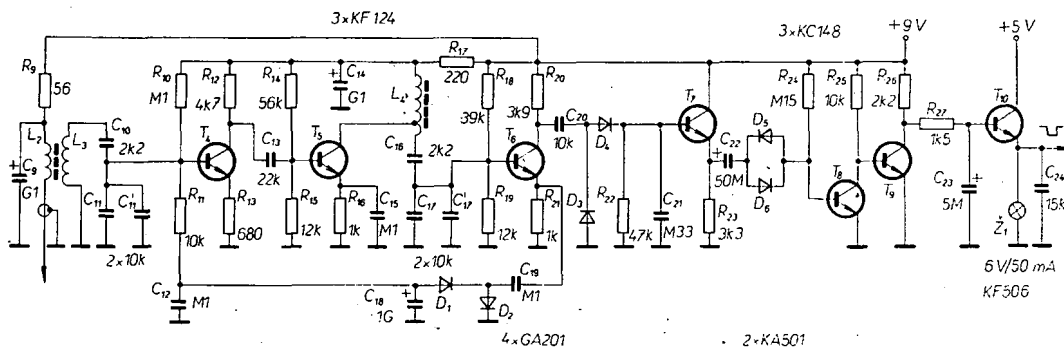 3×KF124
3×KC148
+9V
+5V
R9
56
R10
M1
R12
4k7
R14
56k
C14
G1
R17
220
R18
39k
R20
3k9
R24
M15
R25
10k
R26
2k2
L2
L3
C10
2k2
C9
G1
T4
C13
22k
T5
L4
C16
2k2
T6
C20
10k
D4
T7
C22
50M
D5
D6
T8
T9
R27
1k5
T10
C11
C'11
2×10k
R11
10k
R13
680
R15
12k
R16
1k
C15
M1
C17
C'17
2×10k
R19
12k
R21
1k
D3
R22
47k
C21
M33
R23
3k3
C23
5M
Ž1
C24
15k
6V/50mA
KF506
C12
M1
C18
1G
D1
D2
C19
M1
4×GA201
2×KA501